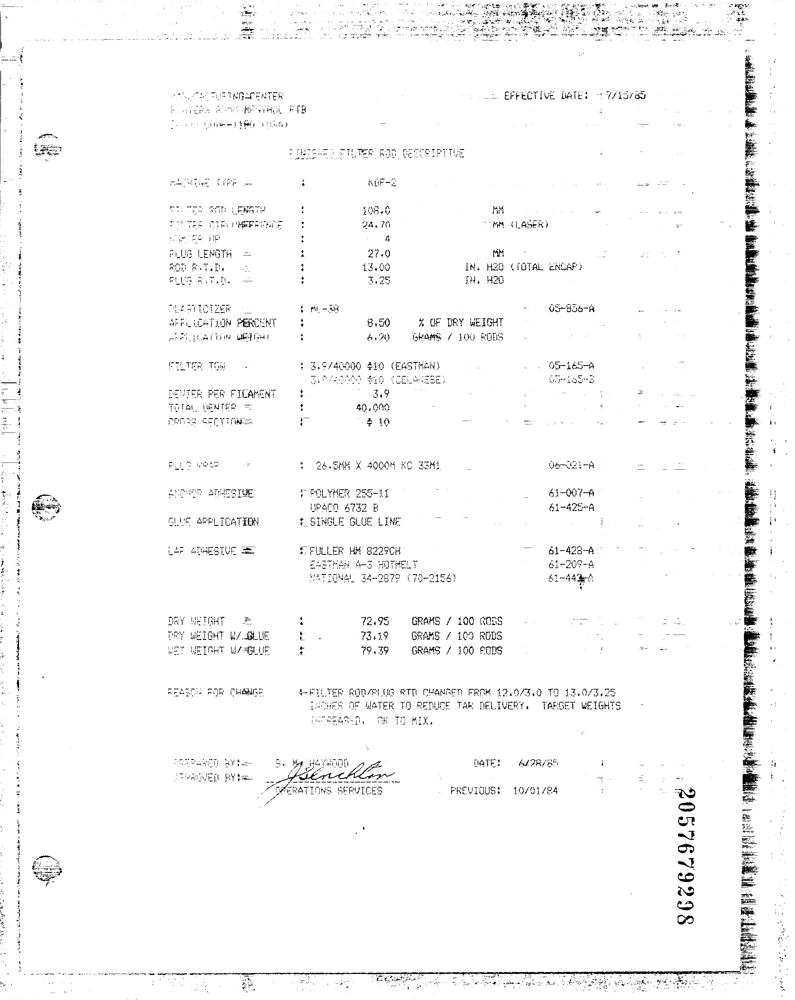 MANUFACTURING CENTER EFFECTIVE DATE: 7/15/85
MENTHOL RTB
FINISHED FILTER ROD DESCRIPTIVE
MACHINE TYPE : KDF-2
FILTER ROD LENGTH : 108.0 MM
FILTER CIRCUMFERENCE : 24.70 MM (LASER)
NUMBER UP : 4
PLUG LENGTH : 27.0 MM
ROD R.T.D. : 13.00 IN. H2O (TOTAL ENCAP)
PLUG R.T.D. : 3.25 IN. H2O
PLASTICIZER : 05-836-A
APPLICATION PERCENT : 8.50 % OF DRY WEIGHT
APPLICATION WEIGHT : 6.20 GRAMS / 100 RODS
FILTER TOW : 3.9/40000 #10 (EASTMAN) 05-165-A
3.9/40000 #10 (CELANESE) 05-165-B
DENIER PER FILAMENT : 3.9
TOTAL DENIER : 40,000
CROSS SECTION : # 10
PLUG WRAP : 26.5MM X 4000M KC 33M1 06-021-A
ANCHOR ADHESIVE : POLYMER 255-11 61-007-A
UPACO 6732 B 61-425-A
GLUE APPLICATION : SINGLE GLUE LINE
LAP ADHESIVE : FULLER HM 8229CH 61-428-A
EASTMAN A-3 HOTMELT 61-209-A
NATIONAL 34-2879 (70-2156)
DRY WEIGHT : 72.95 GRAMS / 100 RODS
DRY WEIGHT W/ GLUE : 73.19 GRAMS / 100 RODS
WET WEIGHT W/ GLUE : 79.39 GRAMS / 100 RODS
REASON FOR CHANGE : FILTER ROD/PLUG RTD CHANGED FROM 12.0/3.0 TO 13.0/3.25
INCHES OF WATER TO REDUCE TAR DELIVERY. TARGET WEIGHTS
INCREASED. OK TO MIX.
PREPARED BY: B. M. HAYWOOD DATE: 6/28/85
APPROVED BY:
OPERATIONS SERVICES PREVIOUS: 10/01/84
2057679298